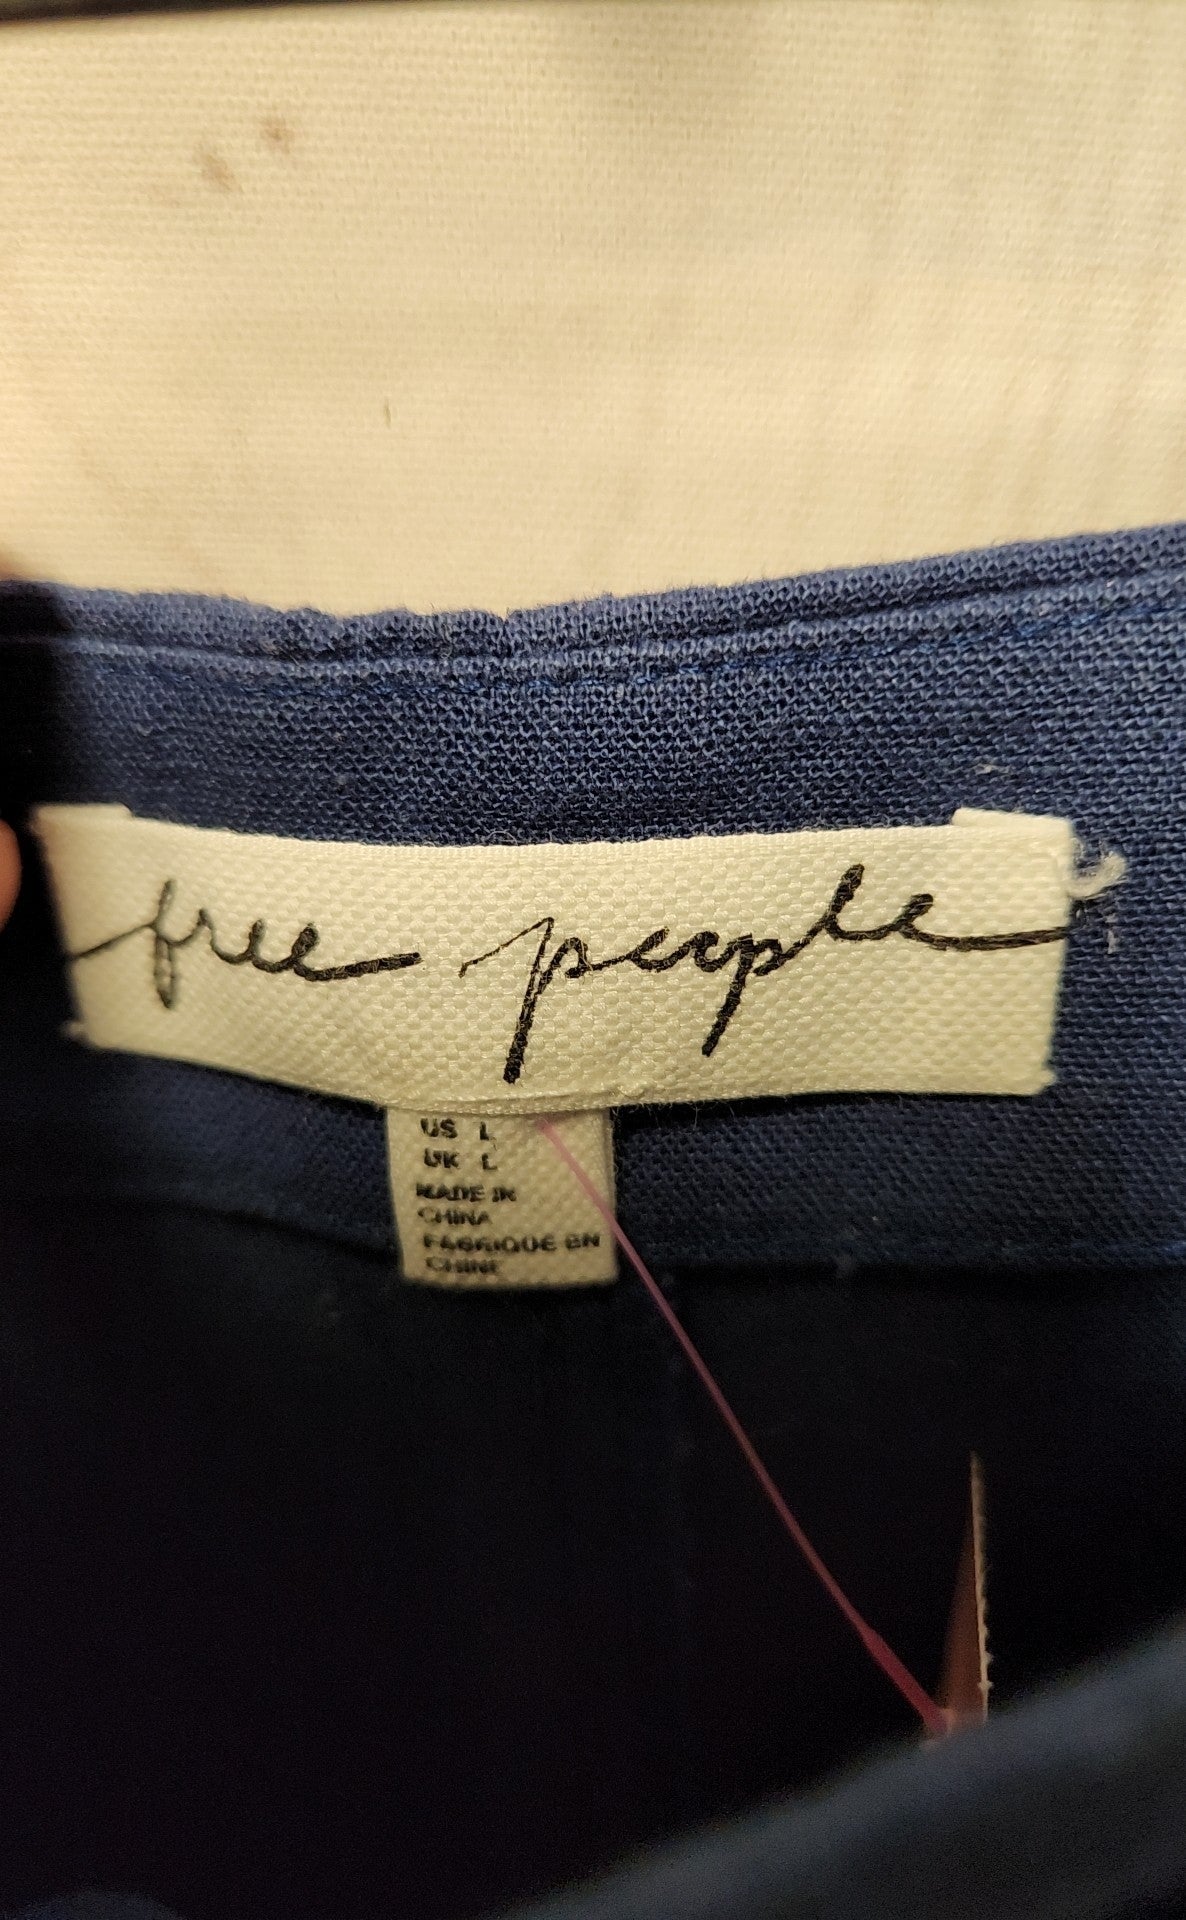 free people
US L
UK L
MADE IN
CHINA
FABRIQUE EN
CHINE